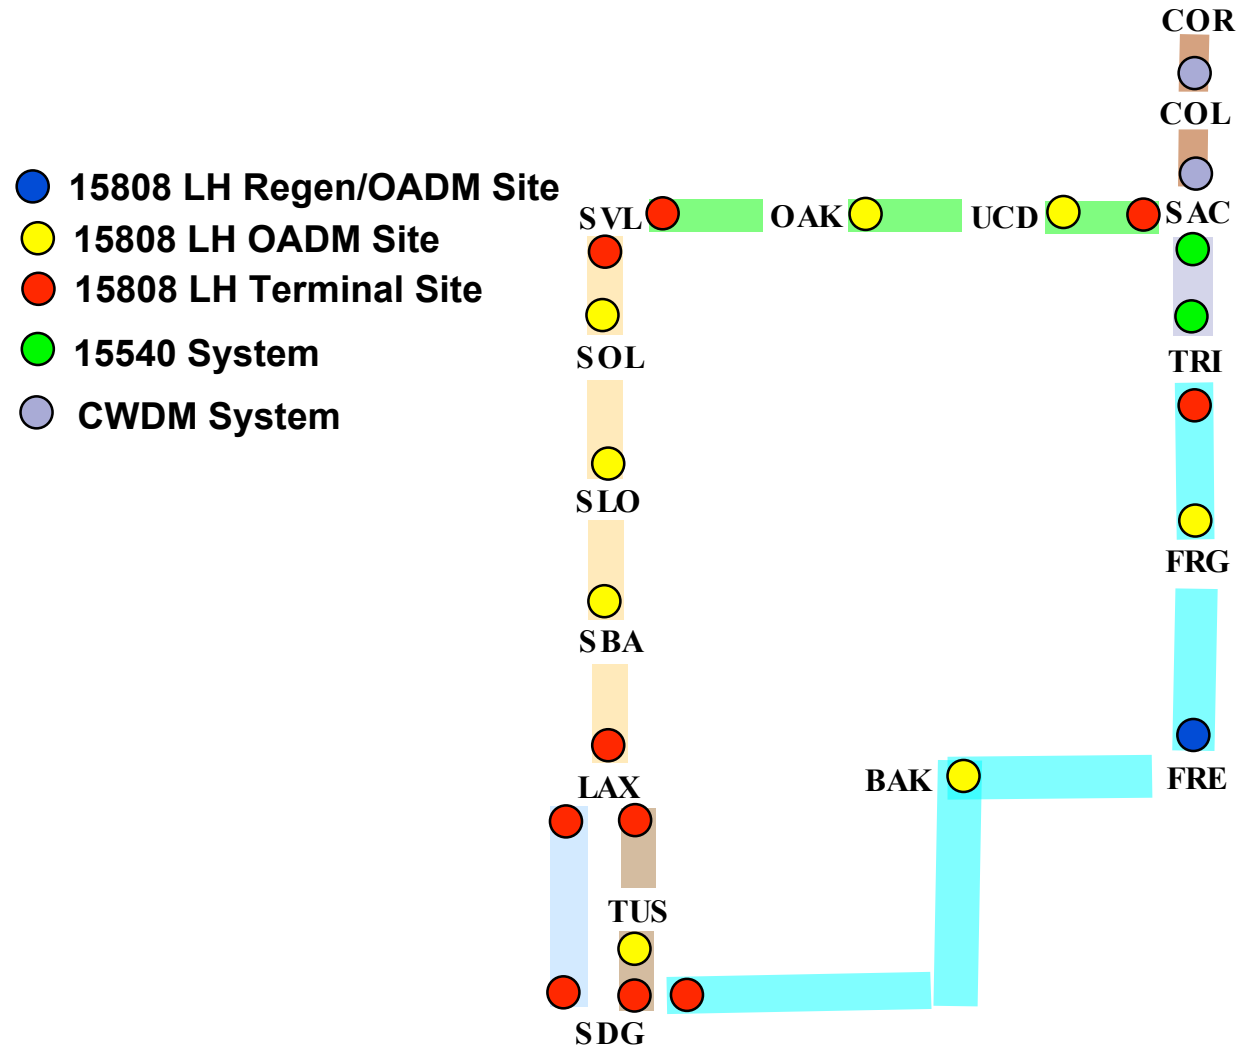 COR
COL
15808 LH Regen/OADM Site
15808 LH OADM Site
15808 LH Terminal Site
15540 System
CWDM System
SVL
OAK
UCD
SAC
SOL
TRI
SLO
FRG
SBA
LAX
BAK
FRE
TUS
SDG